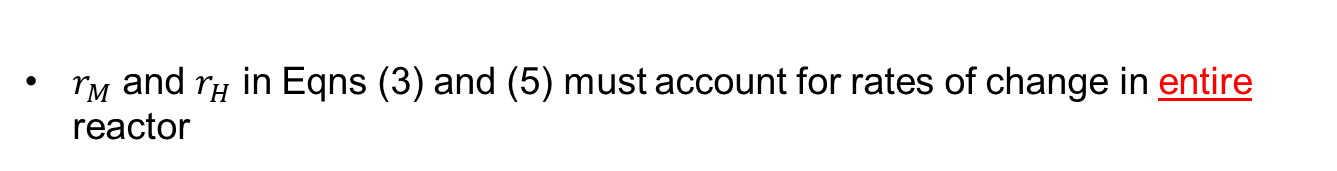 • r_M and r_H in Eqns (3) and (5) must account for rates of change in entire
reactor